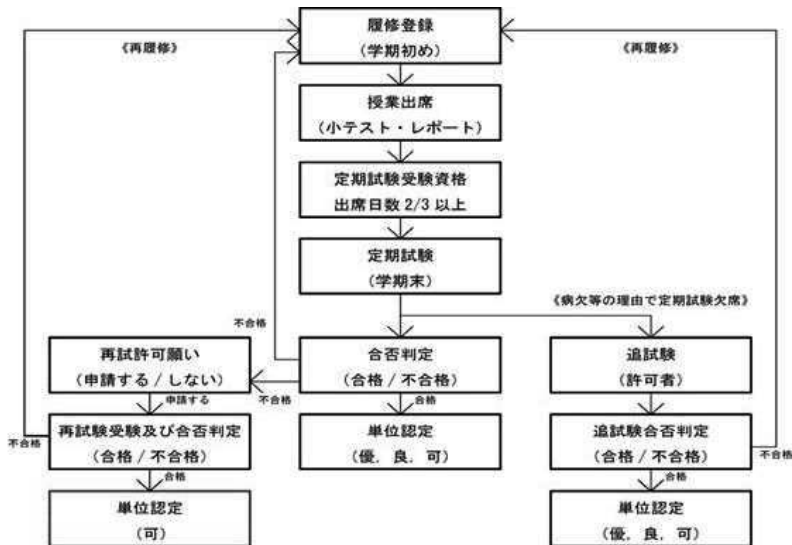 履修登録
(学期初め)
《再履修》
《再履修》
授業出席
(小テスト・レポート)
定期試験受験資格
出席日数 2/3 以上
定期試験
(学期末)
《病欠等の理由で定期試験欠席》
不合格
再試許可願い
(申請する / しない)
合否判定
(合格 / 不合格)
追試験
(許可者)
申請する
不合格
合格
再試験受験及び合否判定
(合格 / 不合格)
不合格
単位認定
(優，良，可)
追試験合否判定
(合格 / 不合格)
不合格
合格
合格
単位認定
(可)
単位認定
(優，良，可)